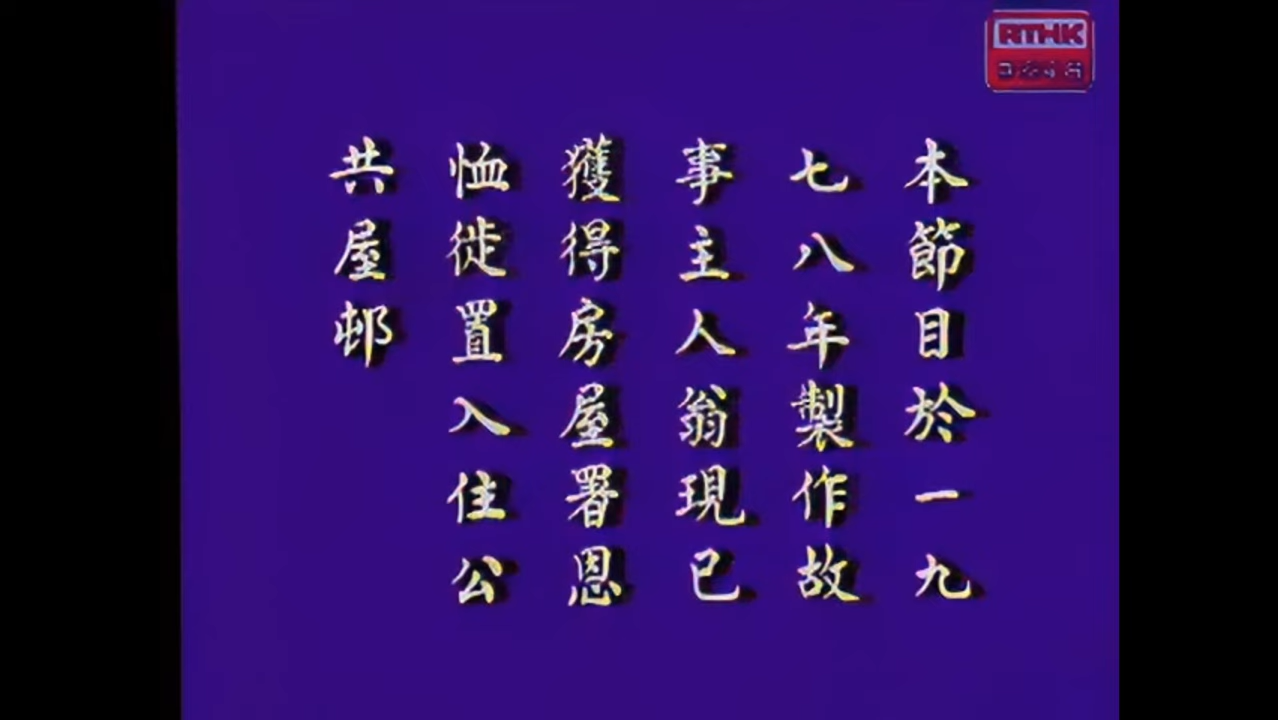 本節目於一九
七八年製作故
事主人翁現已
獲得房屋署恩
恤徙置入住公
共屋邨
RTHK